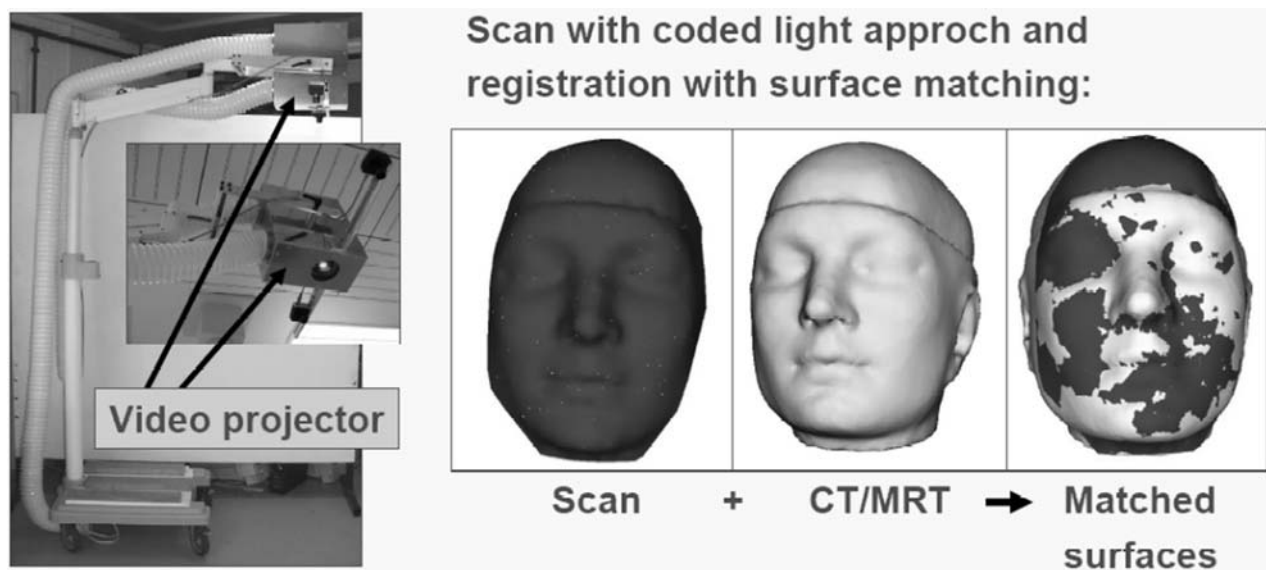 Scan with coded light approch and
registration with surface matching:
Video projector
Scan + CT/MRT → Matched
surfaces